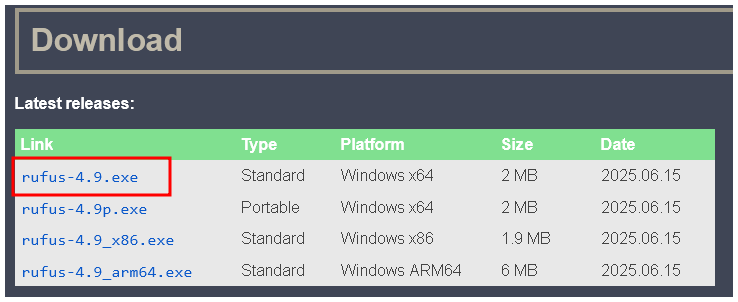 Download
Latest releases:
Link Type Platform Size Date
rufus-4.9.exe Standard Windows x64 2 MB 2025.06.15
rufus-4.9p.exe Portable Windows x64 2 MB 2025.06.15
rufus-4.9_x86.exe Standard Windows x86 1.9 MB 2025.06.15
rufus-4.9_arm64.exe Standard Windows ARM64 6 MB 2025.06.15